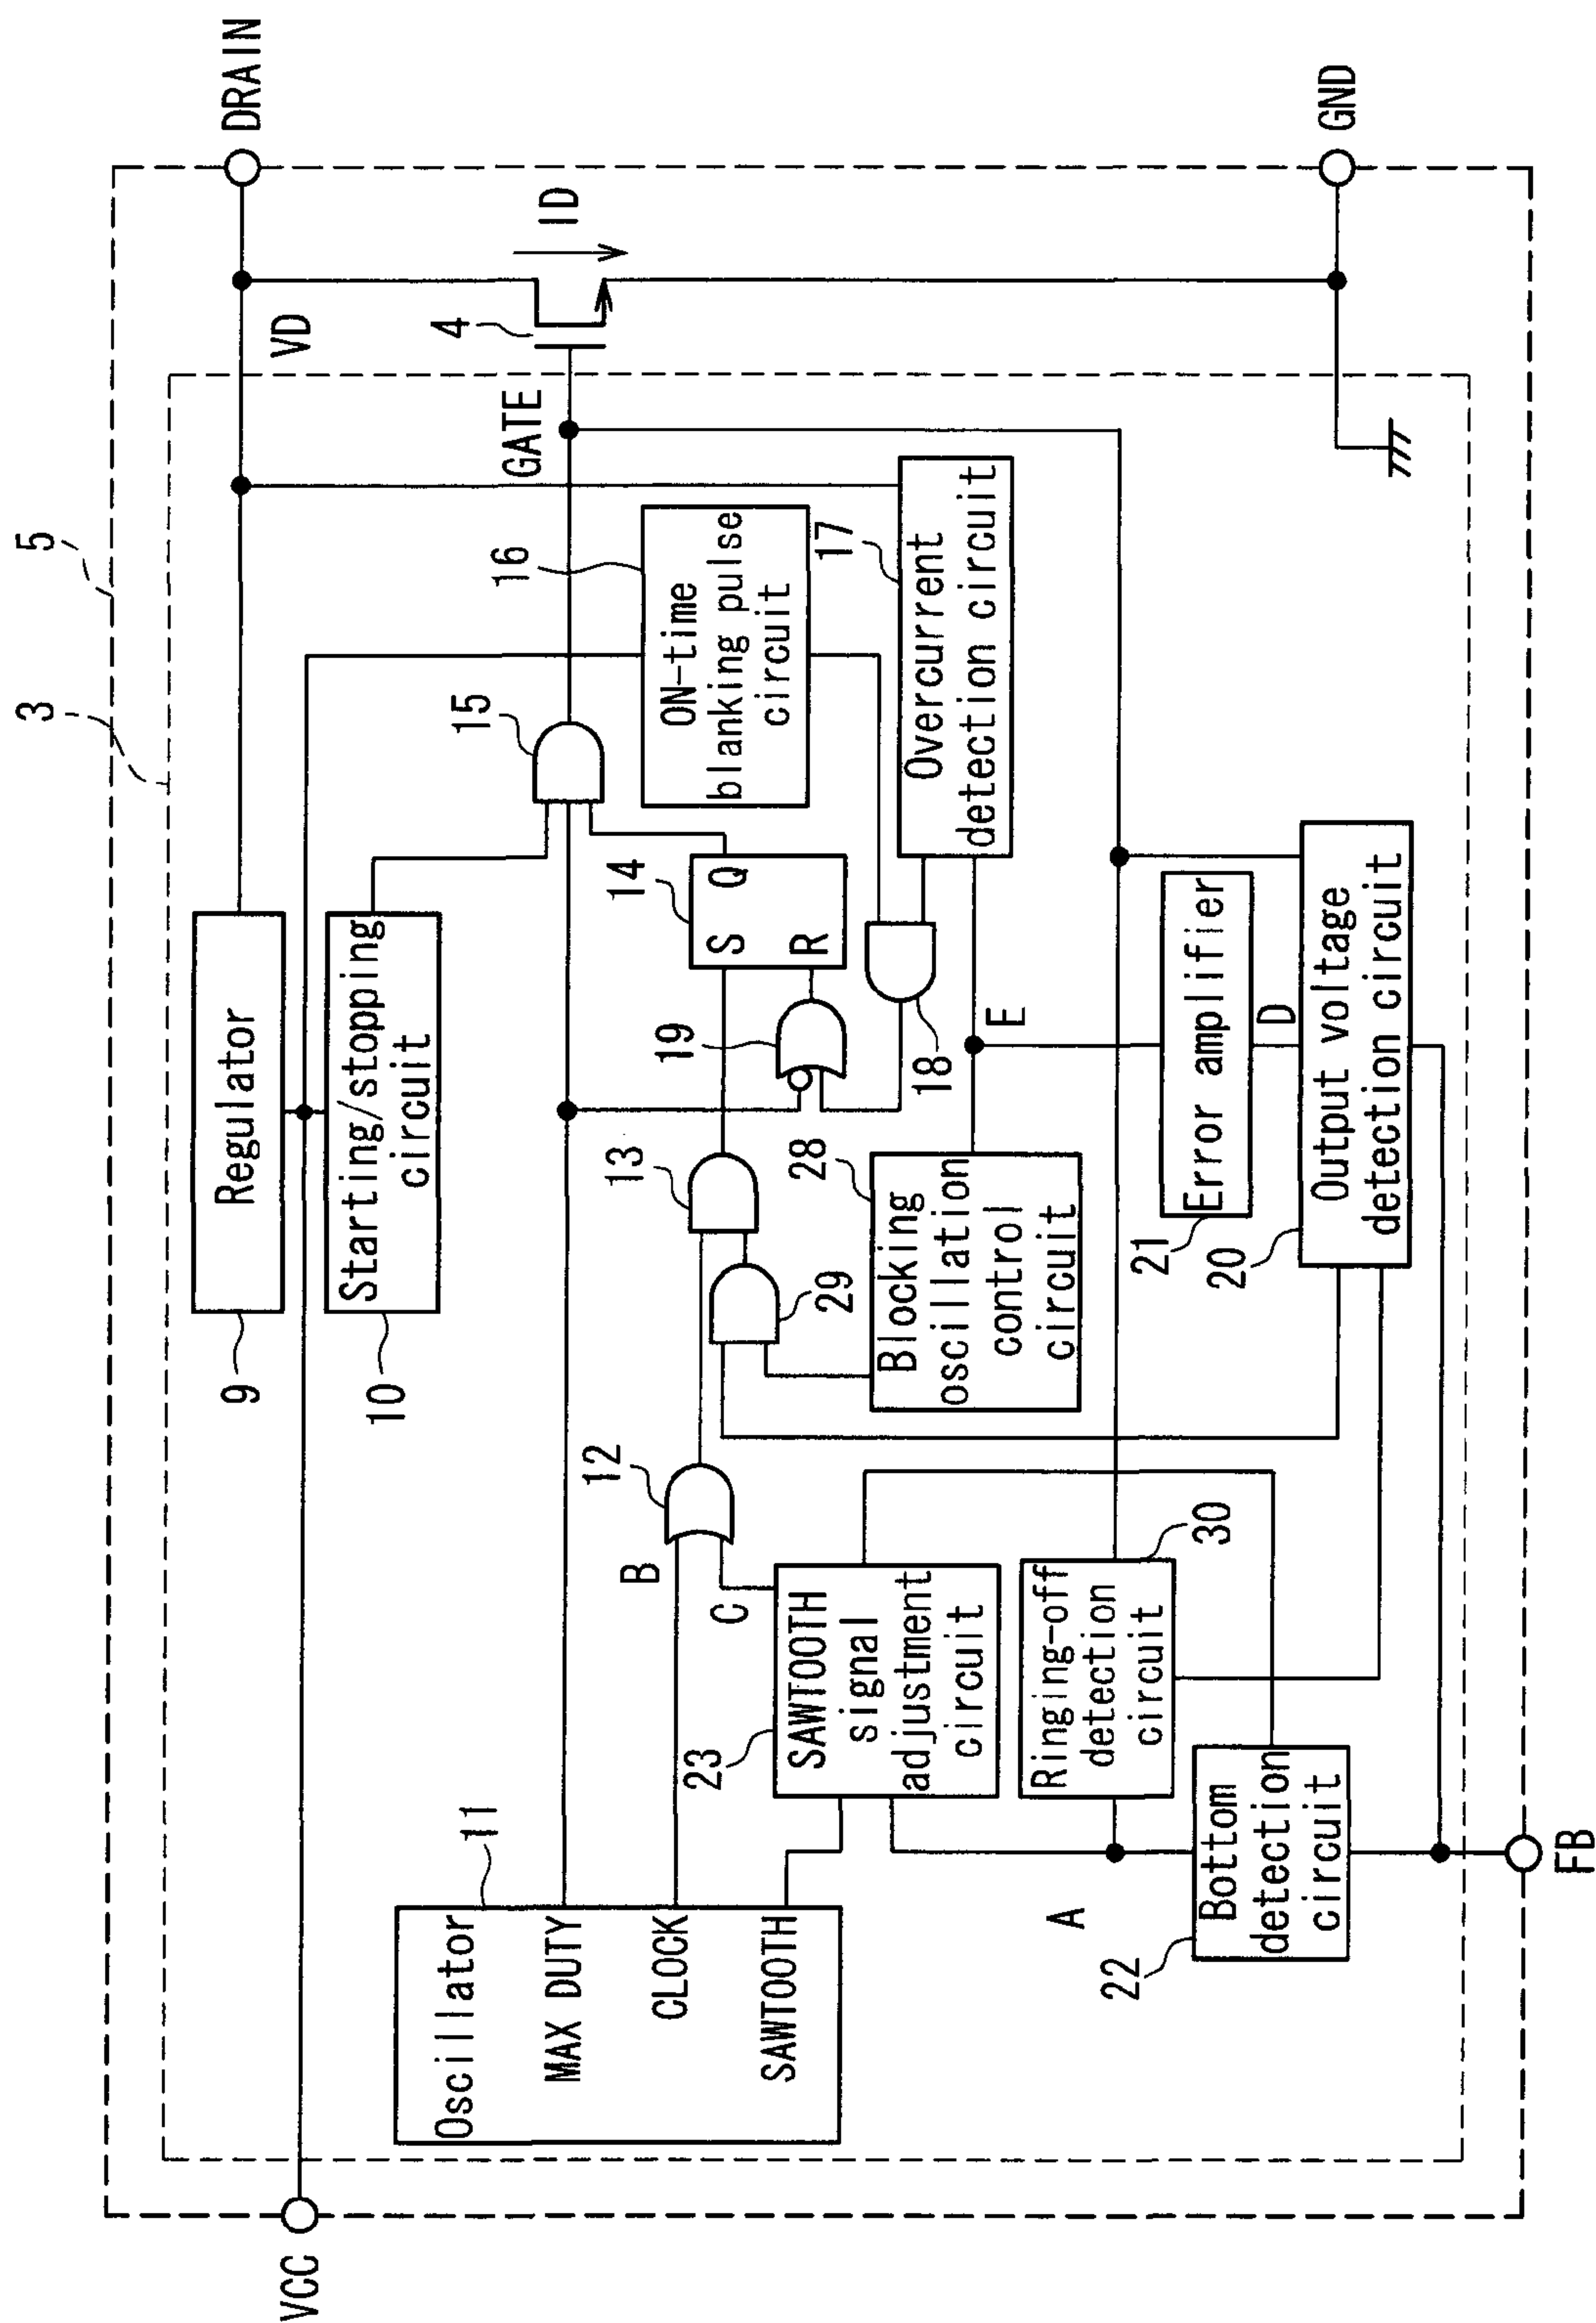 3
5
VCC
DRAIN
VD
9
Regulator
10
Starting/stopping
circuit
ID
4
GATE
15
16
ON-time
blanking pulse
circuit
11
Oscillator
MAX DUTY
CLOCK
SAWTOOTH
B
C
12
13
29
14
S
Q
R
19
18
17
Overcurrent
detection circuit
28
Blocking
oscillation
control
circuit
E
23
SAWTOOTH
signal
adjustment
circuit
30
Ringing-off
detection
circuit
A
22
Bottom
detection
circuit
21
Error amplifier
D
20
Output voltage
detection circuit
FB
GND